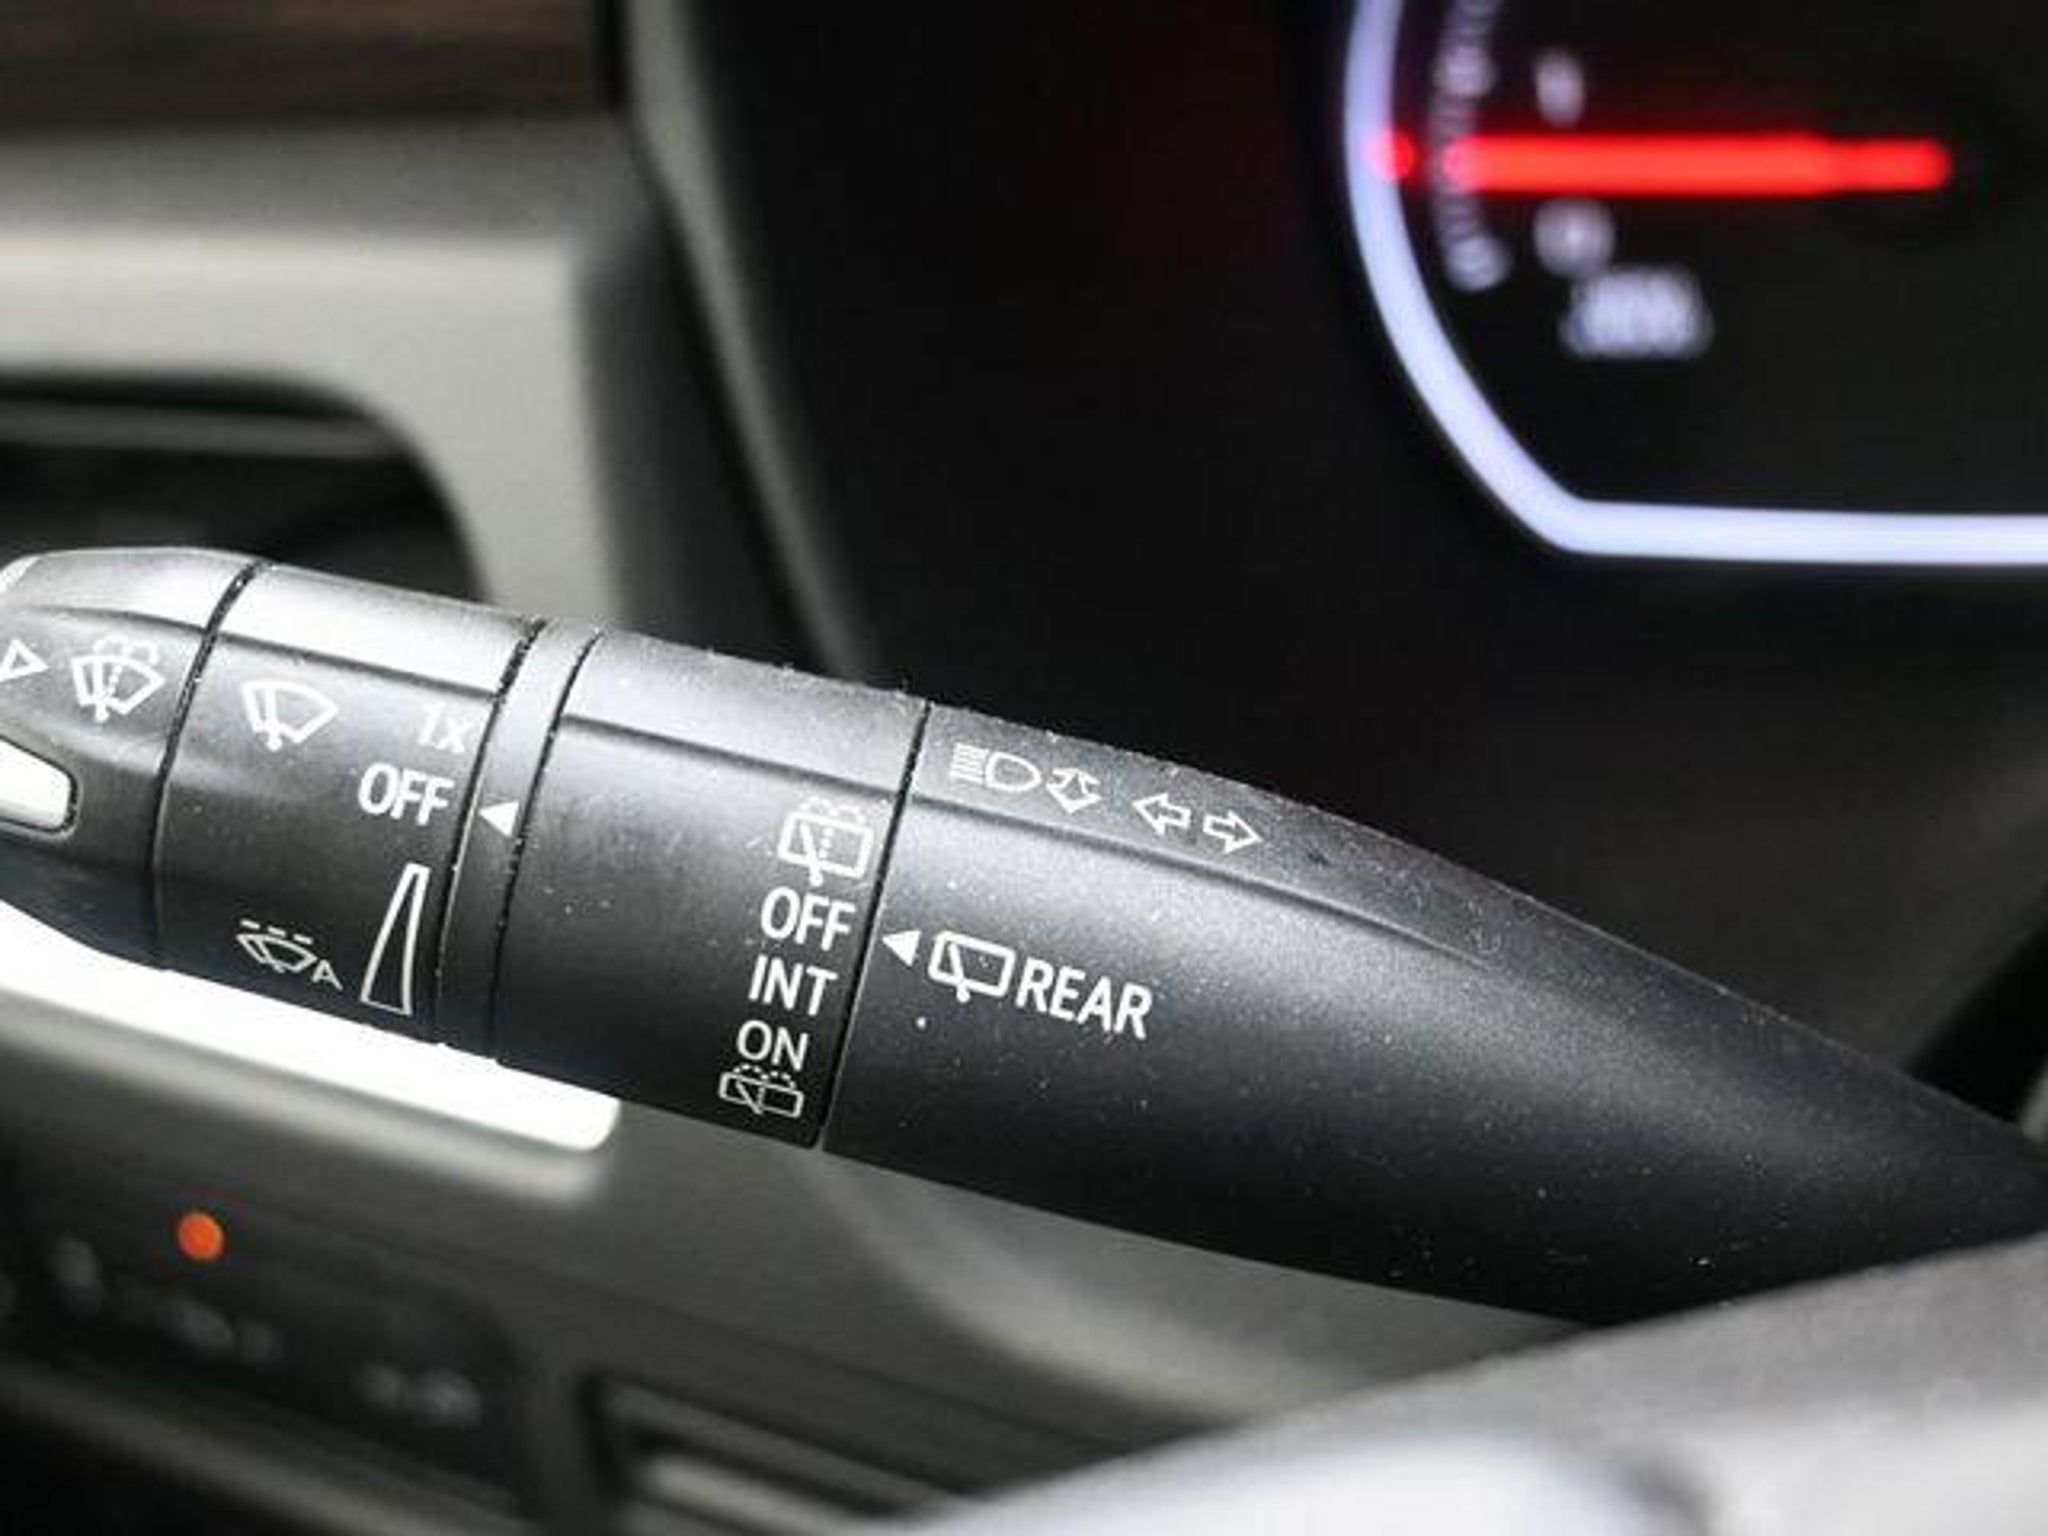 1x
OFF
A
OFF
INT
ON
REAR